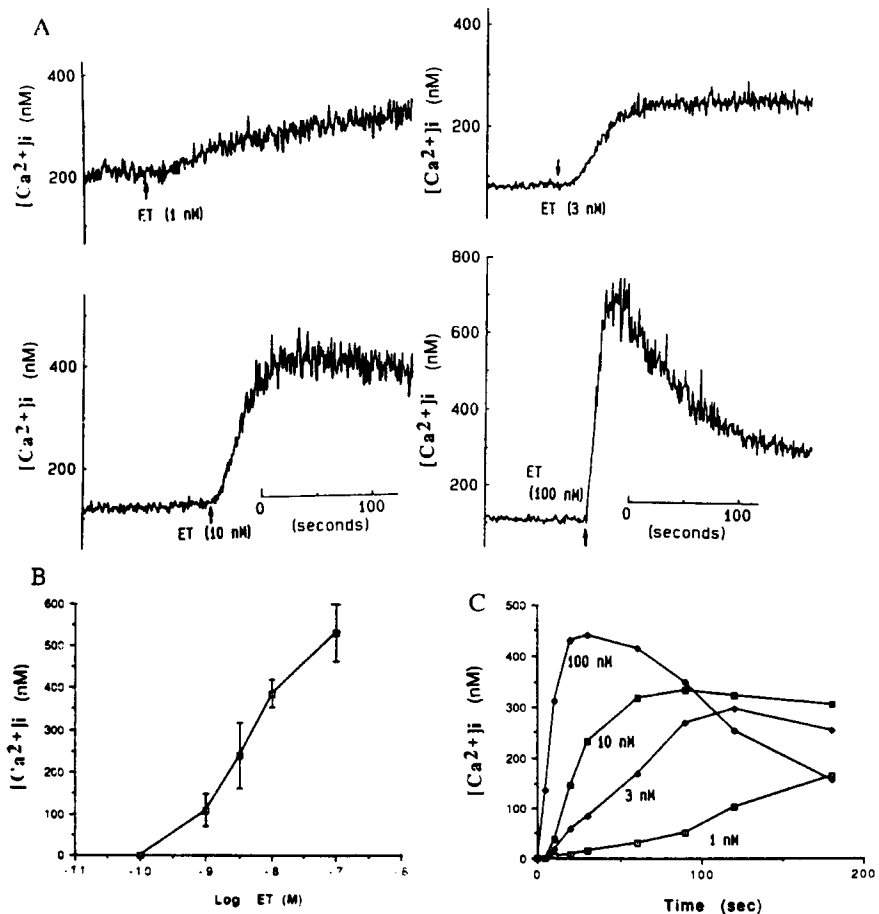 A
[Ca2+]i (nM)
400
200
ET (1 nM)
[Ca2+]i (nM)
400
200
ET (3 nM)
[Ca2+]i (nM)
400
200
ET (10 nM)
0 100
(seconds)
[Ca2+]i (nM)
800
600
400
200
ET
(100 nM)
0 100
(seconds)
B
[Ca2+]i (nM)
600
500
400
300
200
100
0
-11 -10 -9 -8 -7 -6
Log ET (M)
C
[Ca2+]i (nM)
500
400
300
200
100
0
100 nM
10 nM
3 nM
1 nM
0 100 200
Time (sec)